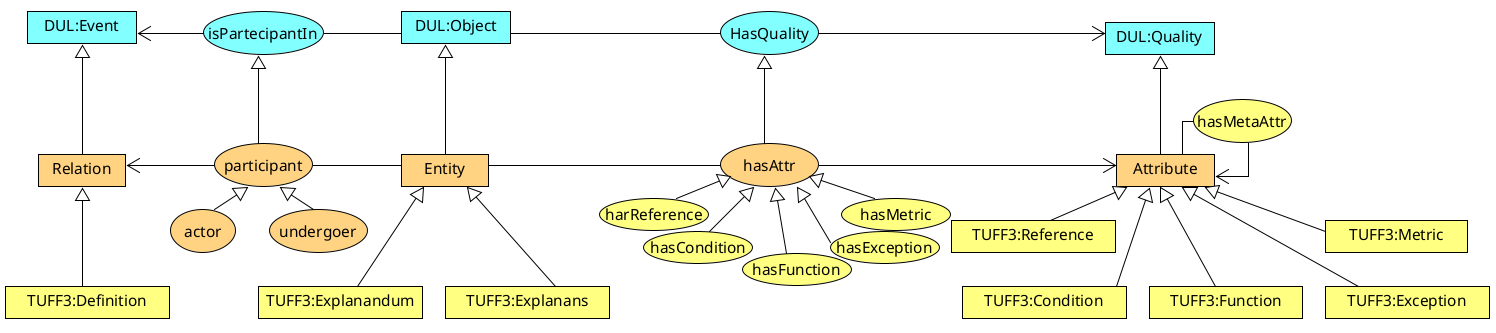 DUL:Event
isPartecipantIn
DUL:Object
HasQuality
DUL:Quality
hasMetaAttr
Relation
participant
Entity
hasAttr
Attribute
actor
undergoer
harReference
hasMetric
hasCondition
hasException
hasFunction
TUFF3:Reference
TUFF3:Metric
TUFF3:Definition
TUFF3:Explanandum
TUFF3:Explanans
TUFF3:Condition
TUFF3:Function
TUFF3:Exception